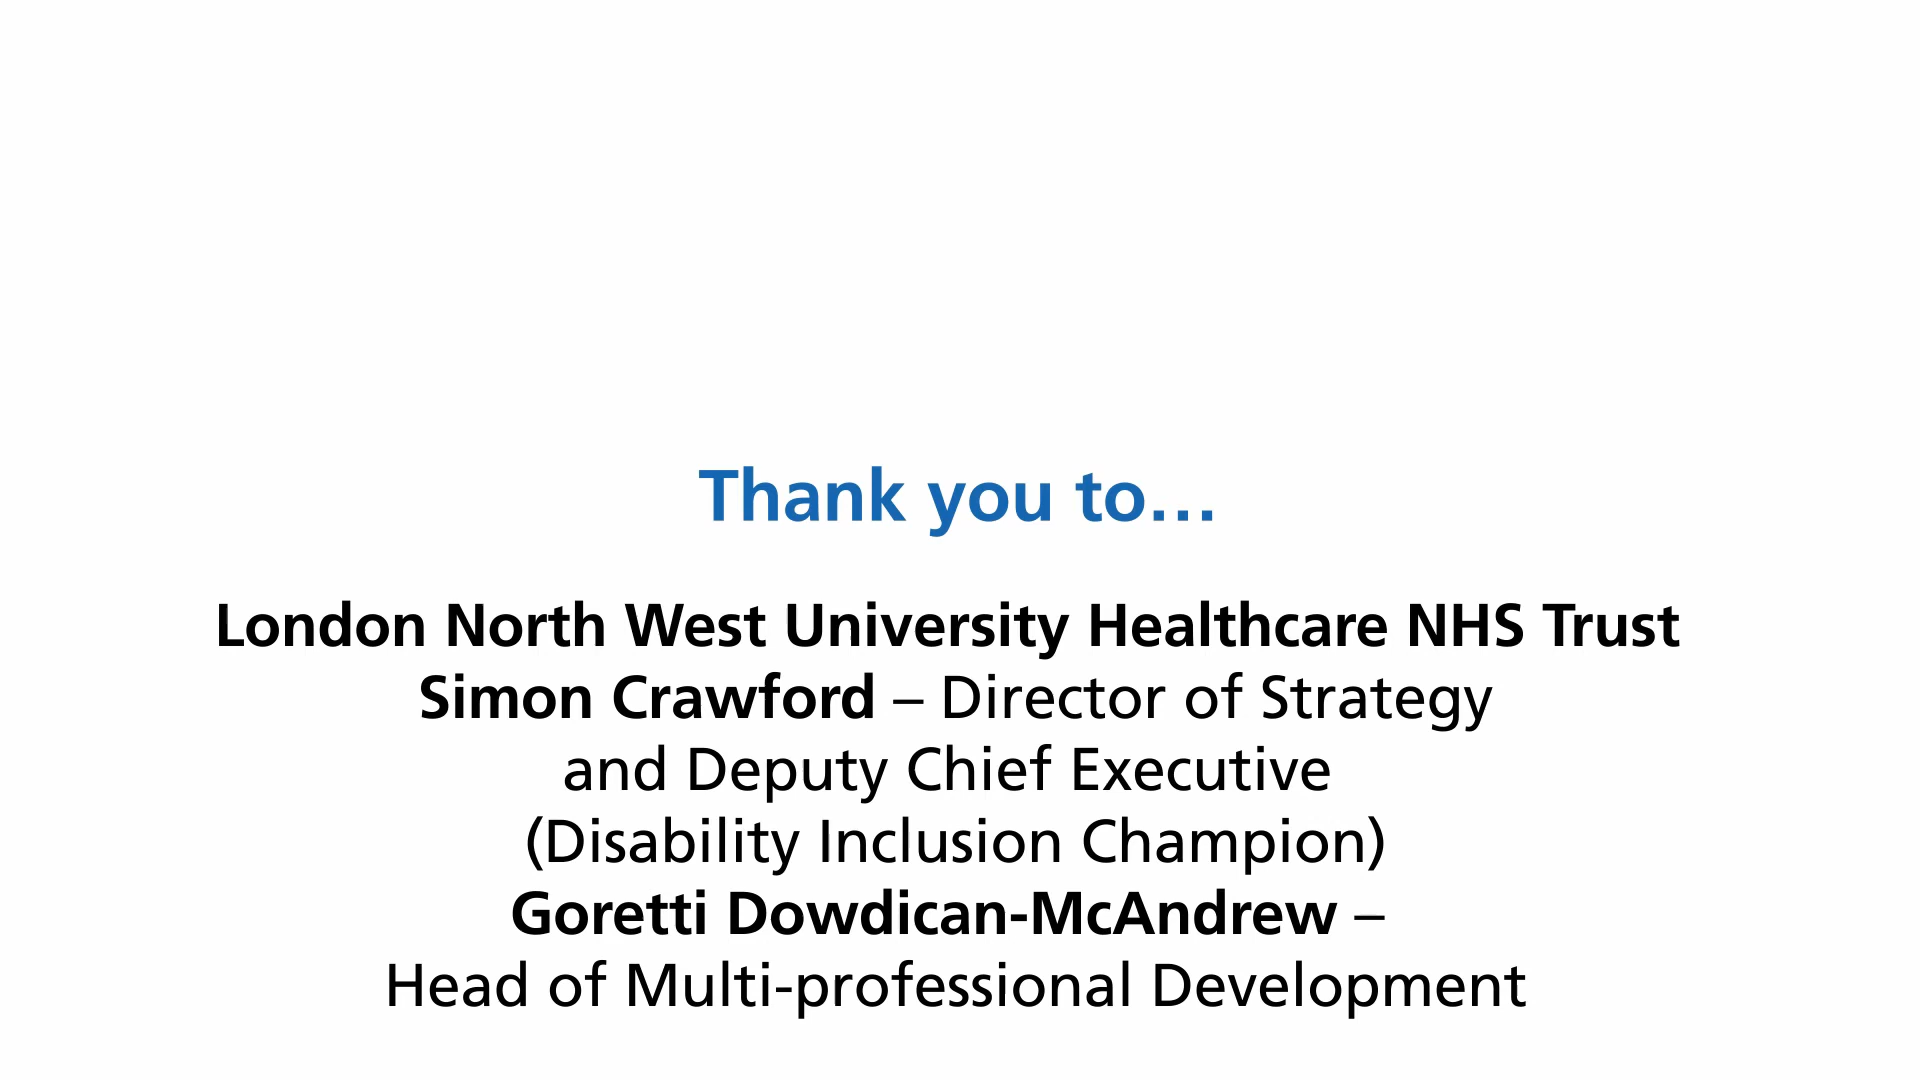 Thank you to…
London North West University Healthcare NHS Trust
Simon Crawford – Director of Strategy
and Deputy Chief Executive
(Disability Inclusion Champion)
Goretti Dowdican-McAndrew –
Head of Multi-professional Development